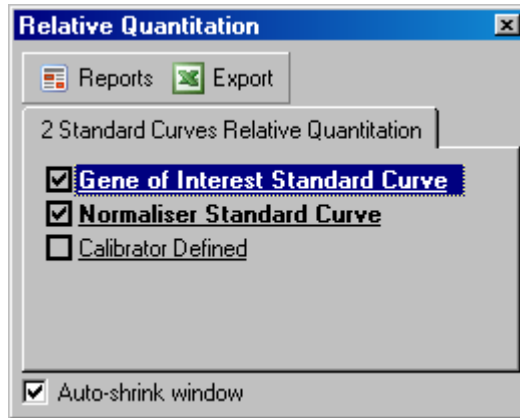 Relative Quantitation
Reports Export
2 Standard Curves Relative Quantitation
Gene of Interest Standard Curve
Normaliser Standard Curve
Calibrator Defined
Auto-shrink window